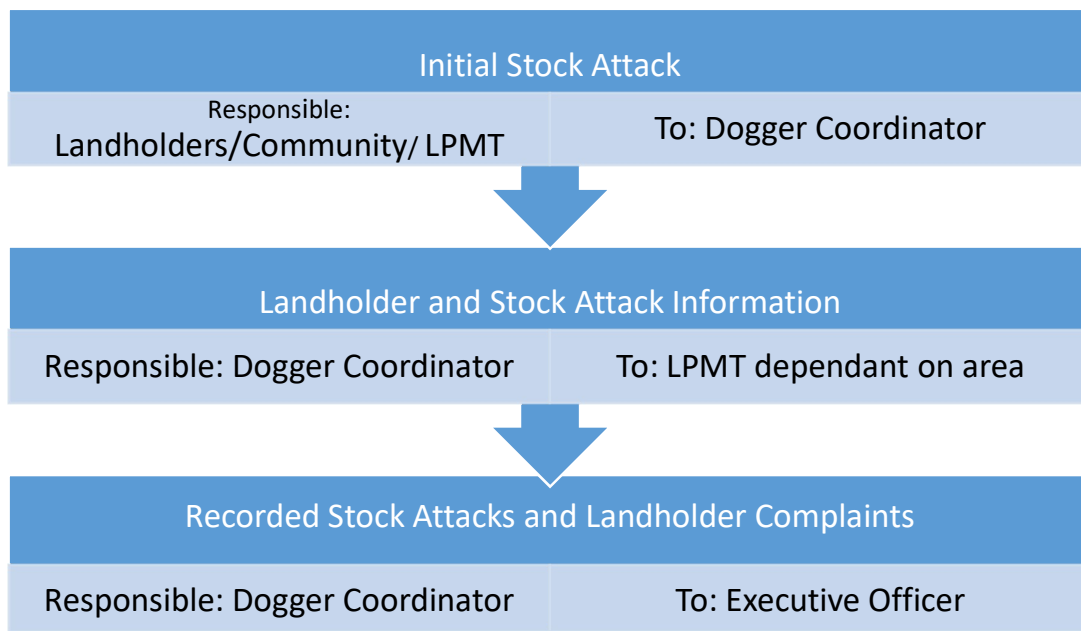 Initial Stock Attack
Responsible:
Landholders/Community/ LPMT
To: Dogger Coordinator
Landholder and Stock Attack Information
Responsible: Dogger Coordinator
To: LPMT dependant on area
Recorded Stock Attacks and Landholder Complaints
Responsible: Dogger Coordinator
To: Executive Officer